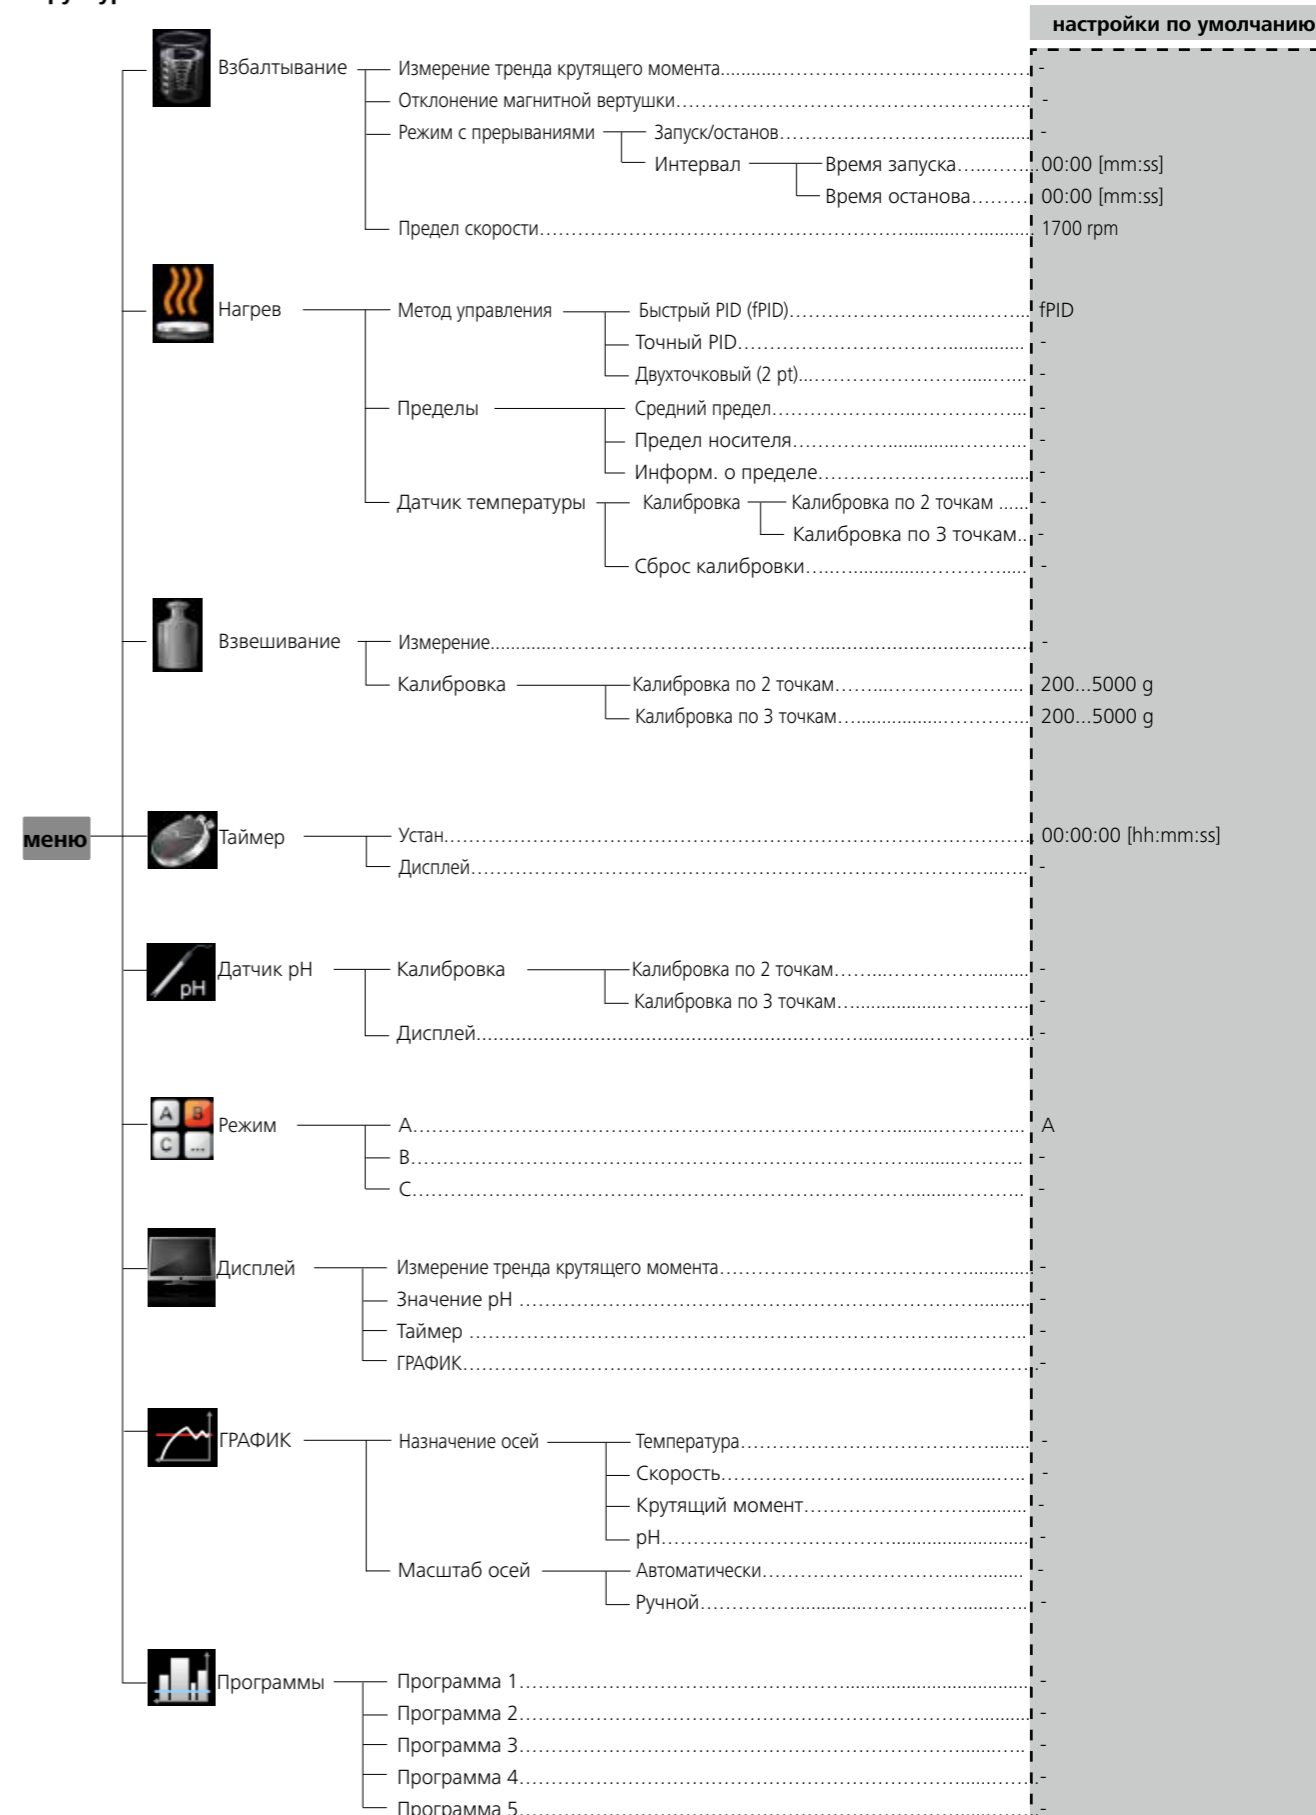 настройки по умолчанию
Взбалтывание
Измерение тренда крутящего момента -
Отклонение магнитной вертушки -
Режим с прерываниями Запуск/останов -
Интервал Время запуска 00:00 [mm:ss]
Время останова 00:00 [mm:ss]
Предел скорости 1700 rpm
Нагрев
Метод управления Быстрый PID (fPID) fPID
Точный PID -
Двухточковый (2 pt) -
Пределы Средний предел -
Предел носителя -
Информ. о пределе -
Датчик температуры Калибровка Калибровка по 2 точкам -
Калибровка по 3 точкам -
Сброс калибровки -
Взвешивание
Измерение -
Калибровка Калибровка по 2 точкам 200...5000 g
Калибровка по 3 точкам 200...5000 g
меню
Таймер
Устан. 00:00:00 [hh:mm:ss]
Дисплей -
pH
Датчик pH
Калибровка Калибровка по 2 точкам -
Калибровка по 3 точкам -
Дисплей -
A B
C ...
Режим
A A
B -
C -
Дисплей
Измерение тренда крутящего момента -
Значение pH -
Таймер -
ГРАФИК -
ГРАФИК
Назначение осей Температура -
Скорость -
Крутящий момент -
pH -
Масштаб осей Автоматически -
Ручной -
Программы
Программа 1 -
Программа 2 -
Программа 3 -
Программа 4 -
Программа 5 -